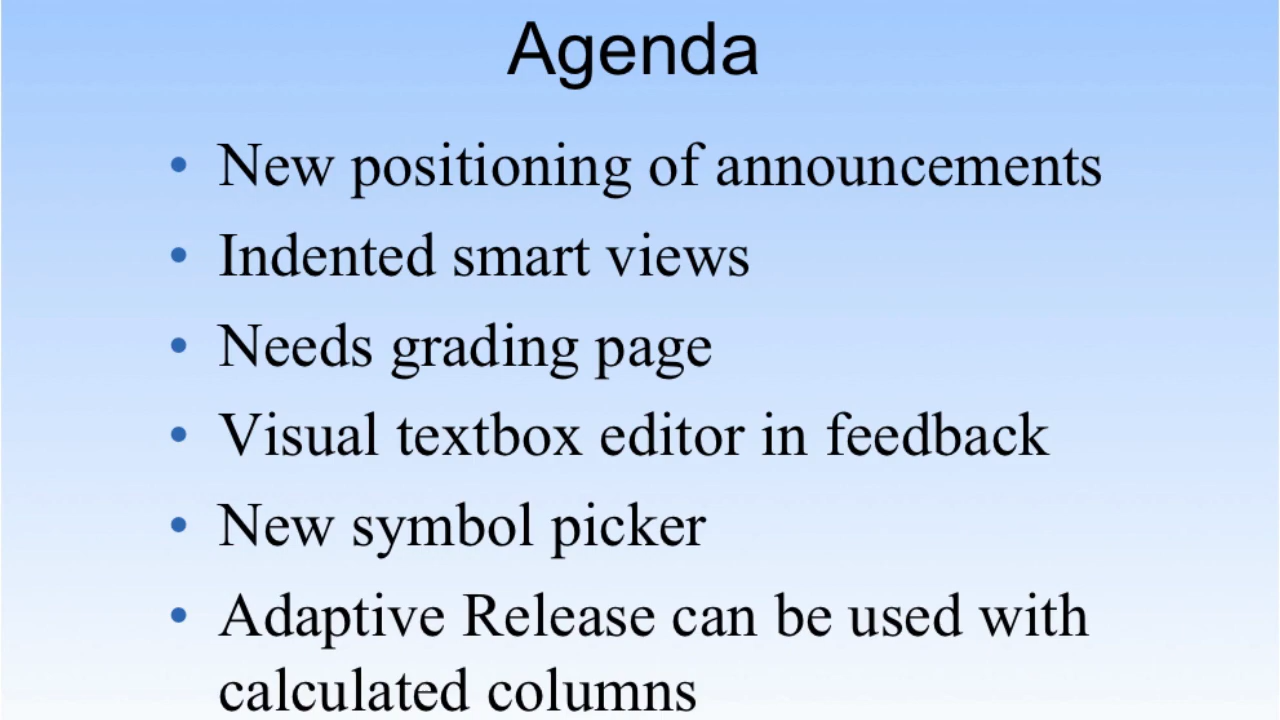 Agenda
• New positioning of announcements
• Indented smart views
• Needs grading page
• Visual textbox editor in feedback
• New symbol picker
• Adaptive Release can be used with
calculated columns